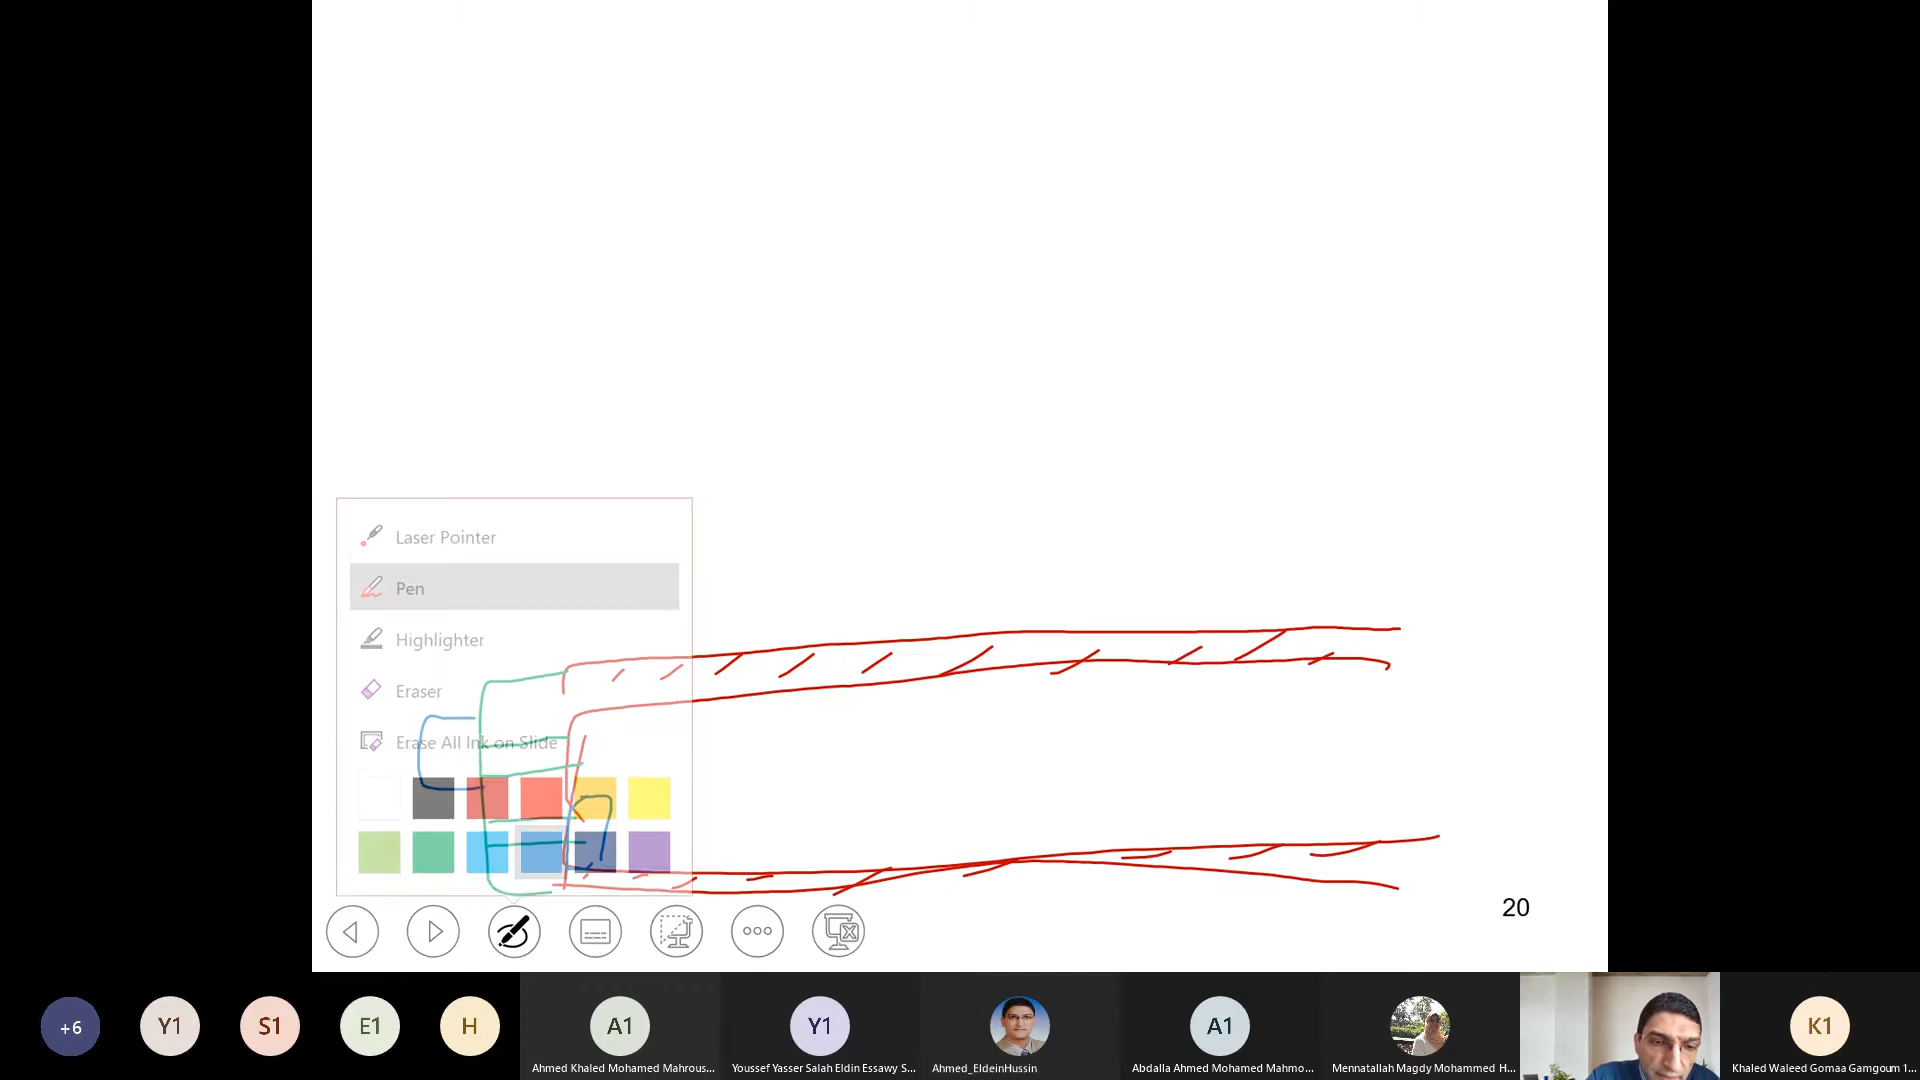 Laser Pointer
Pen
Highlighter
Eraser
Erase All Ink on Slide
20
+6
Y1
S1
E1
H
A1
Y1
A1
K1
Ahmed Khaled Mohamed Mahrous...
Youssef Yasser Salah Eldin Essawy S...
Ahmed_EldeinHussin
Abdalla Ahmed Mohamed Mahmo...
Mennatallah Magdy Mohammed H...
Khaled Waleed Gomaa Gamgoum 1...